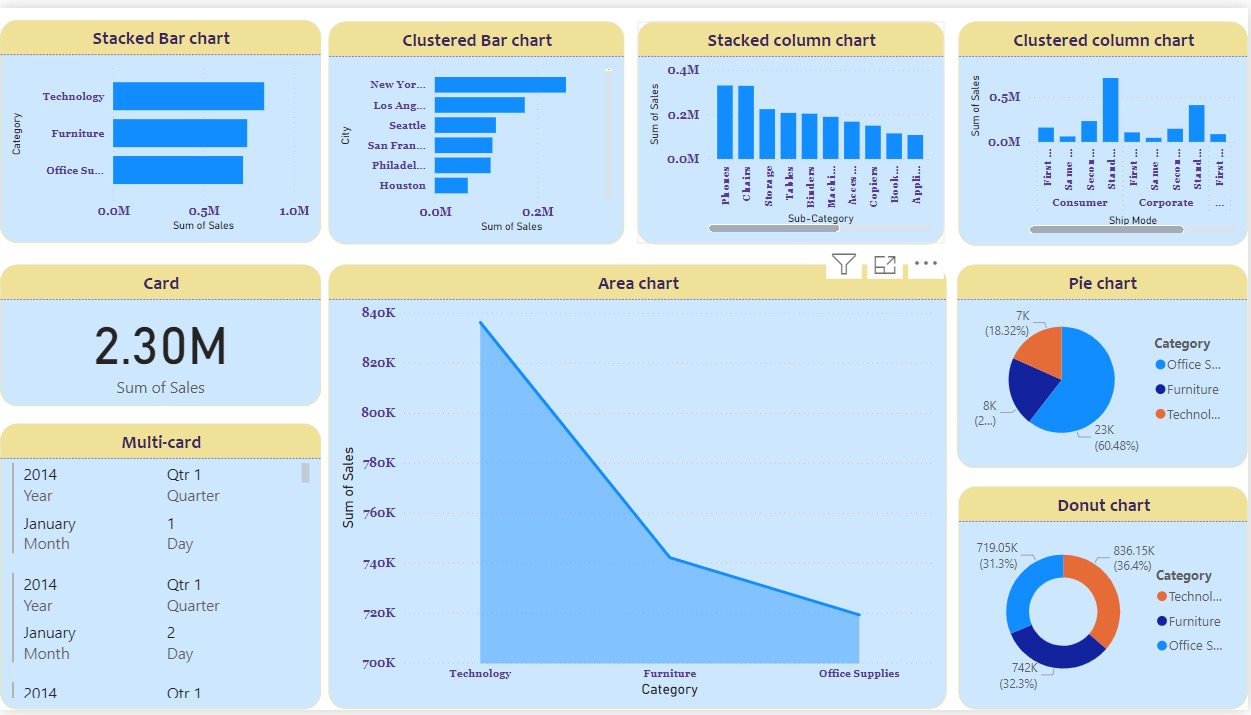 Stacked Bar chart
Category
Technology
Furniture
Office Su...
0.0M 0.5M 1.0M
Sum of Sales
Clustered Bar chart
City
New Yor...
Los Ang...
Seattle
San Fran...
Philadel...
Houston
0.0M 0.2M
Sum of Sales
Stacked column chart
Sum of Sales
0.4M
0.2M
0.0M
Phones Chairs Storage Tables Binders Machi... Acces... Copiers Book... Appli...
Sub-Category
Clustered column chart
Sum of Sales
0.5M
0.0M
First ... Same ... Secon... Stand... First ... Same ... Secon... Stand... First ...
Consumer Corporate ...
Ship Mode
Card
2.30M
Sum of Sales
Multi-card
2014 Qtr 1
Year Quarter
January 1
Month Day
2014 Qtr 1
Year Quarter
January 2
Month Day
2014 Qtr 1
Area chart
Sum of Sales
840K
820K
800K
780K
760K
740K
720K
700K
Technology Furniture Office Supplies
Category
Pie chart
7K
(18.32%)
8K
(2...)
23K
(60.48%)
Category
Office S...
Furniture
Technol...
Donut chart
719.05K
(31.3%)
836.15K
(36.4%)
742K
(32.3%)
Category
Technol...
Furniture
Office S...